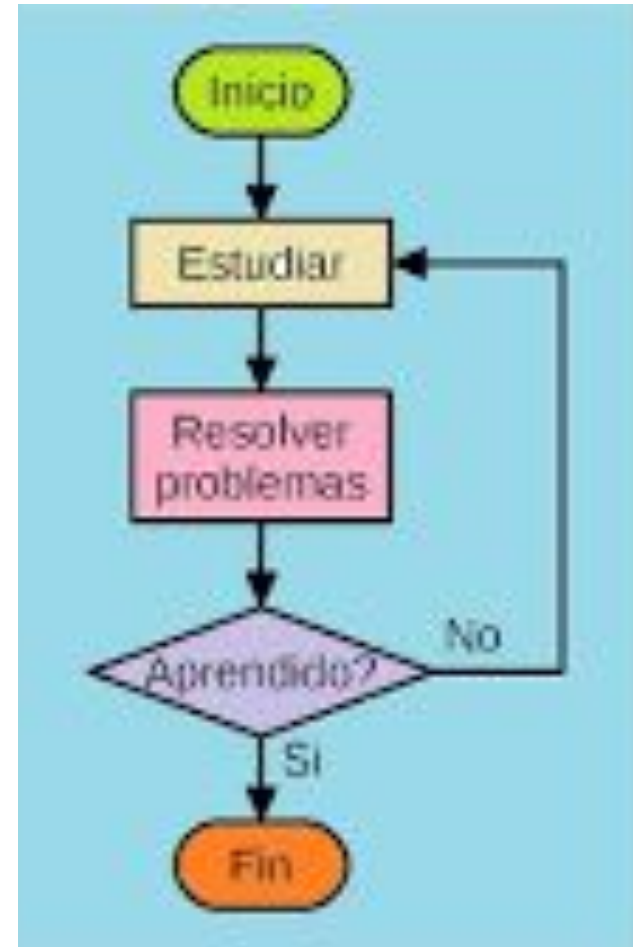 Inicio
Estudiar
Resolver
problemas
Aprendido?
No
Si
Fin